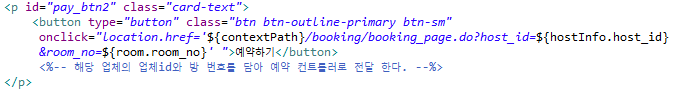 <p id="pay_btn2" class="card-text">
<button type="button" class="btn btn-outline-primary btn-sm"
onclick="location.href='${contextPath}/booking/booking_page.do?host_id=${hostInfo.host_id}
&room_no=${room.room_no}' ">예약하기</button>
<%-- 해당 업체의 업체id와 방 번호를 담아 예약 컨트롤러로 전달 한다. --%>
</p>